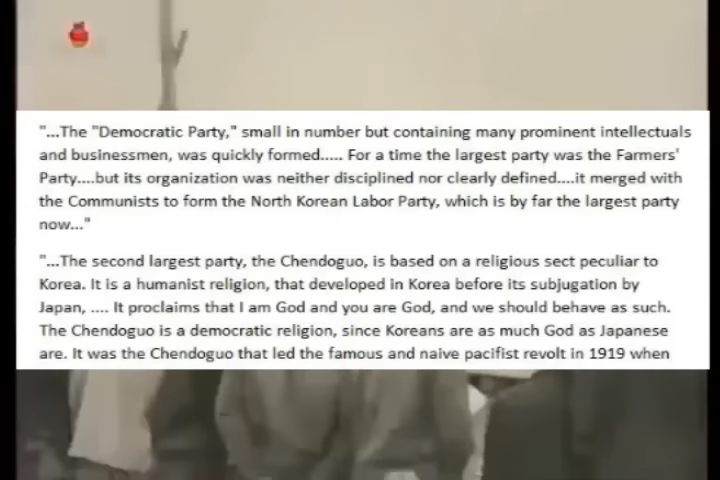 "...The "Democratic Party," small in number but containing many prominent intellectuals
and businessmen, was quickly formed..... For a time the largest party was the Farmers'
Party....but its organization was neither disciplined nor clearly defined....it merged with
the Communists to form the North Korean Labor Party, which is by far the largest party
now..."
"...The second largest party, the Chendoguo, is based on a religious sect peculiar to
Korea. It is a humanist religion, that developed in Korea before its subjugation by
Japan, .... It proclaims that I am God and you are God, and we should behave as such.
The Chendoguo is a democratic religion, since Koreans are as much God as Japanese
are. It was the Chendoguo that led the famous and naive pacifist revolt in 1919 when